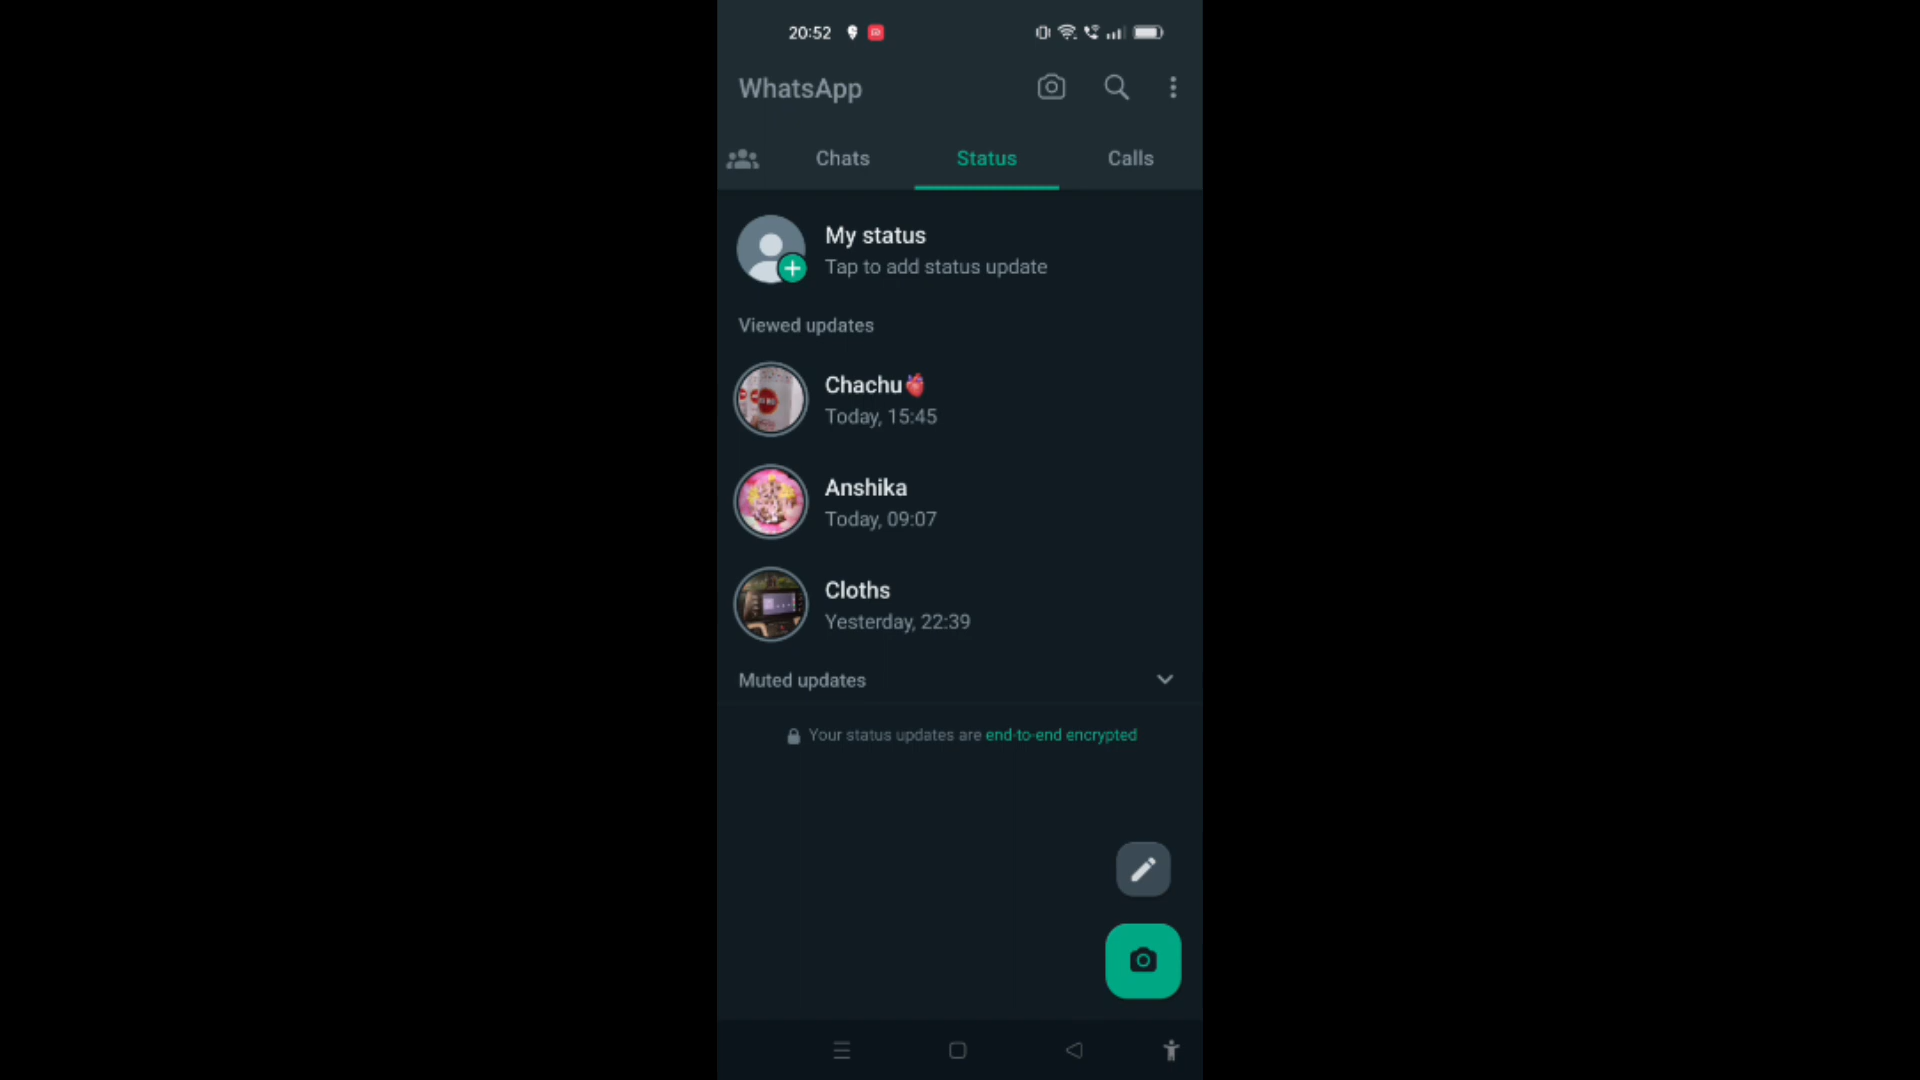 20:52
WhatsApp
Chats
Status
Calls
My status
Tap to add status update
Viewed updates
Chachu🫀
Today, 15:45
Anshika
Today, 09:07
Cloths
Yesterday, 22:39
Muted updates
Your status updates are end-to-end encrypted